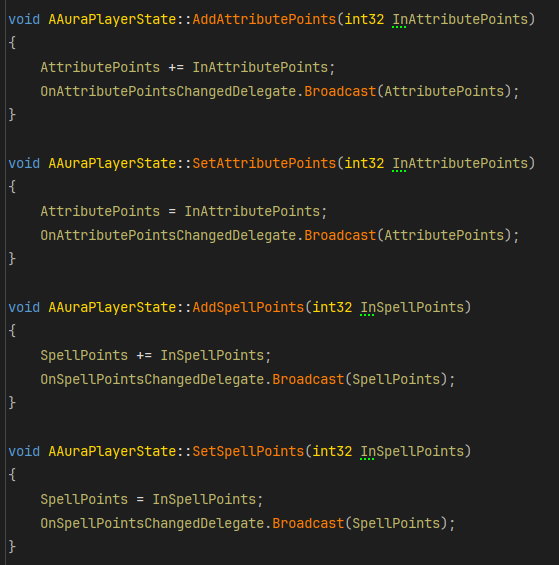 void AAuraPlayerState::AddAttributePoints(int32 InAttributePoints)
{
    AttributePoints += InAttributePoints;
    OnAttributePointsChangedDelegate.Broadcast(AttributePoints);
}
void AAuraPlayerState::SetAttributePoints(int32 InAttributePoints)
{
    AttributePoints = InAttributePoints;
    OnAttributePointsChangedDelegate.Broadcast(AttributePoints);
}
void AAuraPlayerState::AddSpellPoints(int32 InSpellPoints)
{
    SpellPoints += InSpellPoints;
    OnSpellPointsChangedDelegate.Broadcast(SpellPoints);
}
void AAuraPlayerState::SetSpellPoints(int32 InSpellPoints)
{
    SpellPoints = InSpellPoints;
    OnSpellPointsChangedDelegate.Broadcast(SpellPoints);
}